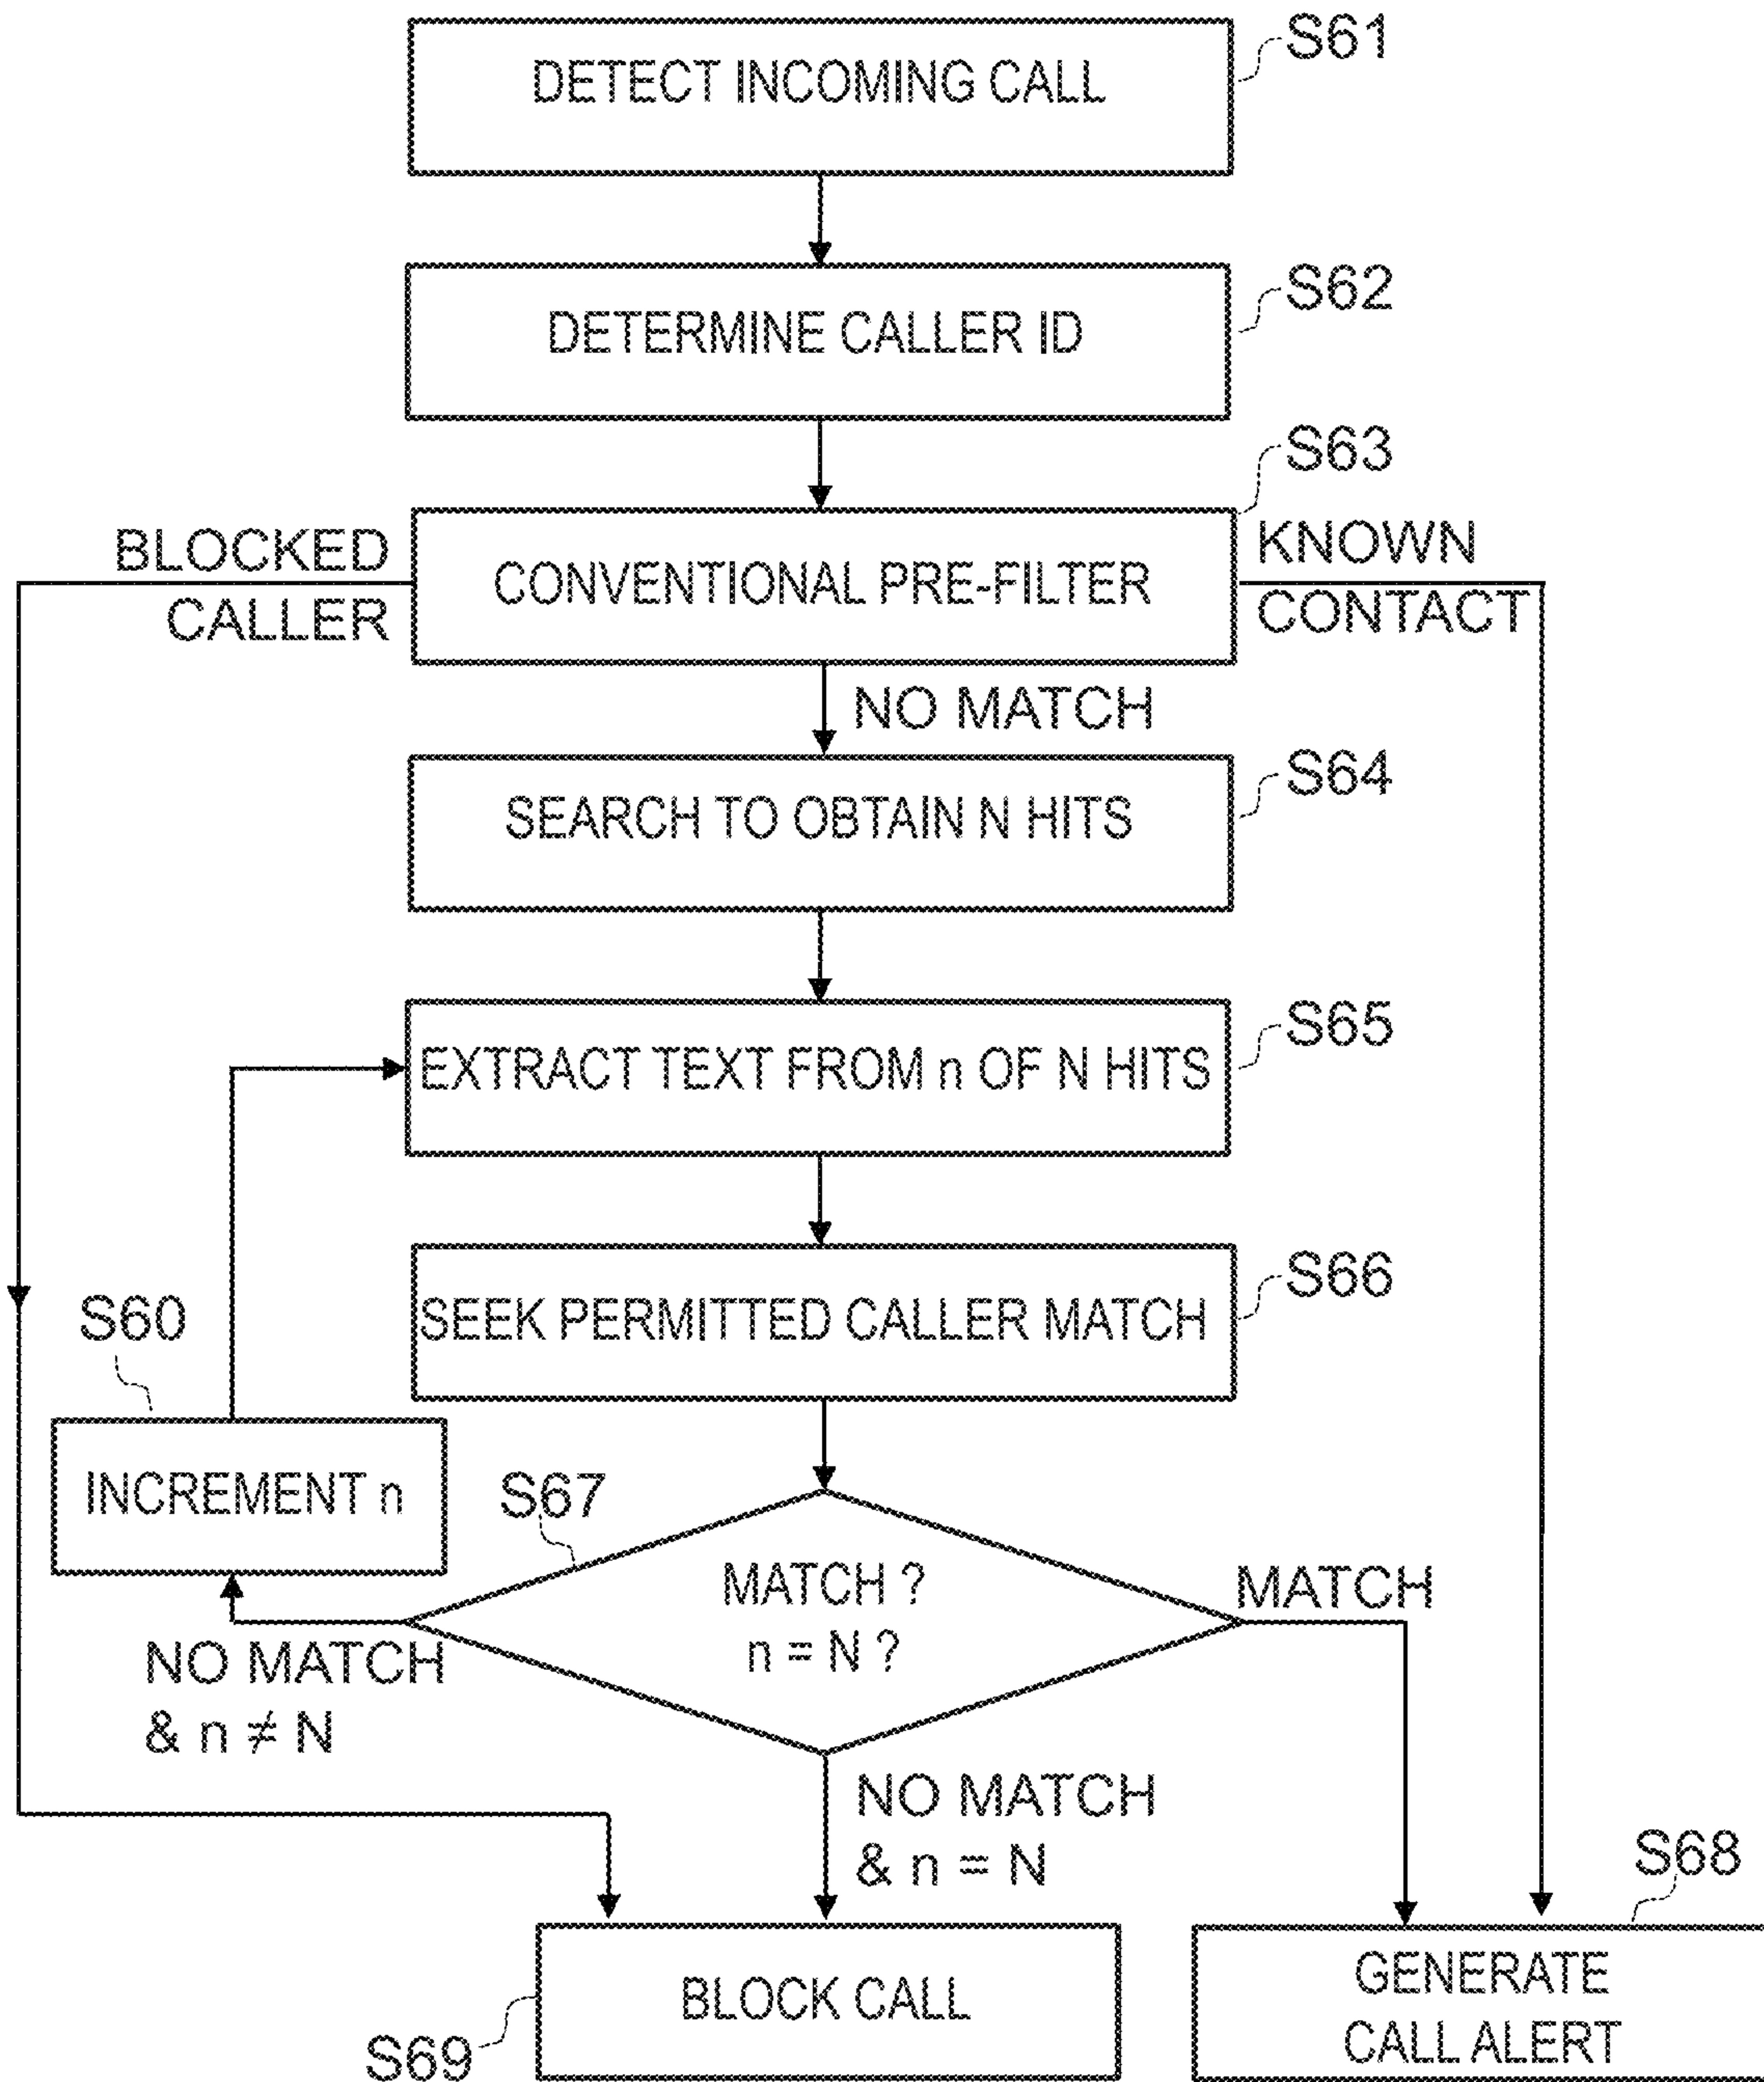 DETECT INCOMING CALL
S61
DETERMINE CALLER ID
S62
S63
BLOCKED
CALLER
CONVENTIONAL PRE-FILTER
KNOWN
CONTACT
NO MATCH
S64
SEARCH TO OBTAIN N HITS
S65
EXTRACT TEXT FROM n OF N HITS
S66
SEEK PERMITTED CALLER MATCH
S60
INCREMENT n
S67
MATCH ?
n = N ?
MATCH
NO MATCH
& n ≠ N
NO MATCH
& n = N
S68
BLOCK CALL
S69
GENERATE
CALL ALERT